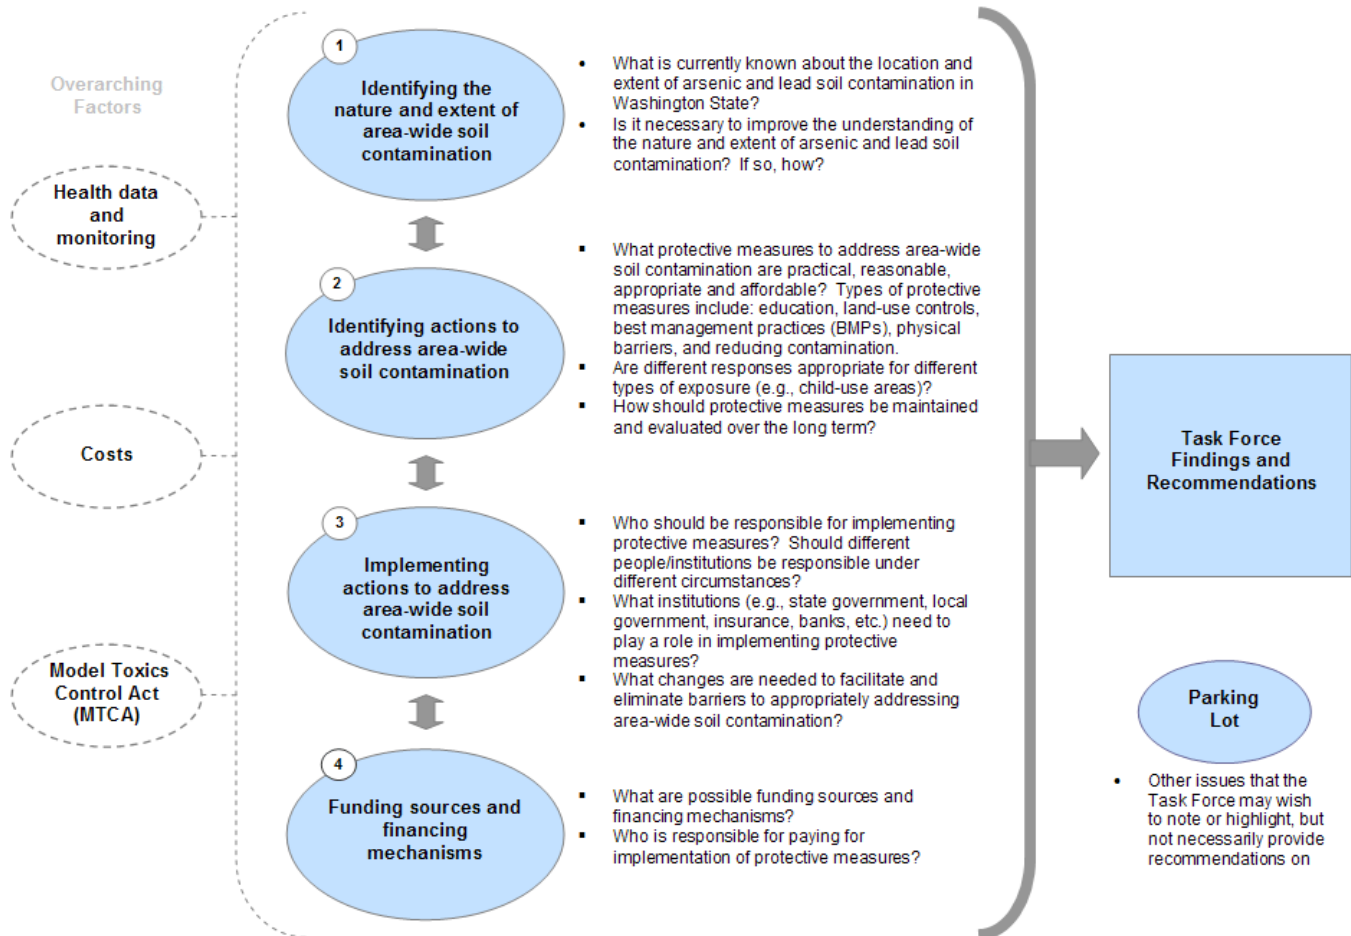 Overarching
Factors
Health data
and
monitoring
Costs
Model Toxics
Control Act
(MTCA)
1
Identifying the
nature and extent of
area-wide soil
contamination
• What is currently known about the location and
extent of arsenic and lead soil contamination in
Washington State?
• Is it necessary to improve the understanding of
the nature and extent of arsenic and lead soil
contamination? If so, how?
2
Identifying actions to
address area-wide
soil contamination
▪ What protective measures to address area-wide
soil contamination are practical, reasonable,
appropriate and affordable? Types of protective
measures include: education, land-use controls,
best management practices (BMPs), physical
barriers, and reducing contamination.
▪ Are different responses appropriate for different
types of exposure (e.g., child-use areas)?
▪ How should protective measures be maintained
and evaluated over the long term?
3
Implementing
actions to address
area-wide soil
contamination
▪ Who should be responsible for implementing
protective measures? Should different
people/institutions be responsible under
different circumstances?
▪ What institutions (e.g., state government, local
government, insurance, banks, etc.) need to
play a role in implementing protective
measures?
▪ What changes are needed to facilitate and
eliminate barriers to appropriately addressing
area-wide soil contamination?
4
Funding sources and
financing
mechanisms
▪ What are possible funding sources and
financing mechanisms?
▪ Who is responsible for paying for
implementation of protective measures?
Task Force
Findings and
Recommendations
Parking
Lot
• Other issues that the
Task Force may wish
to note or highlight, but
not necessarily provide
recommendations on